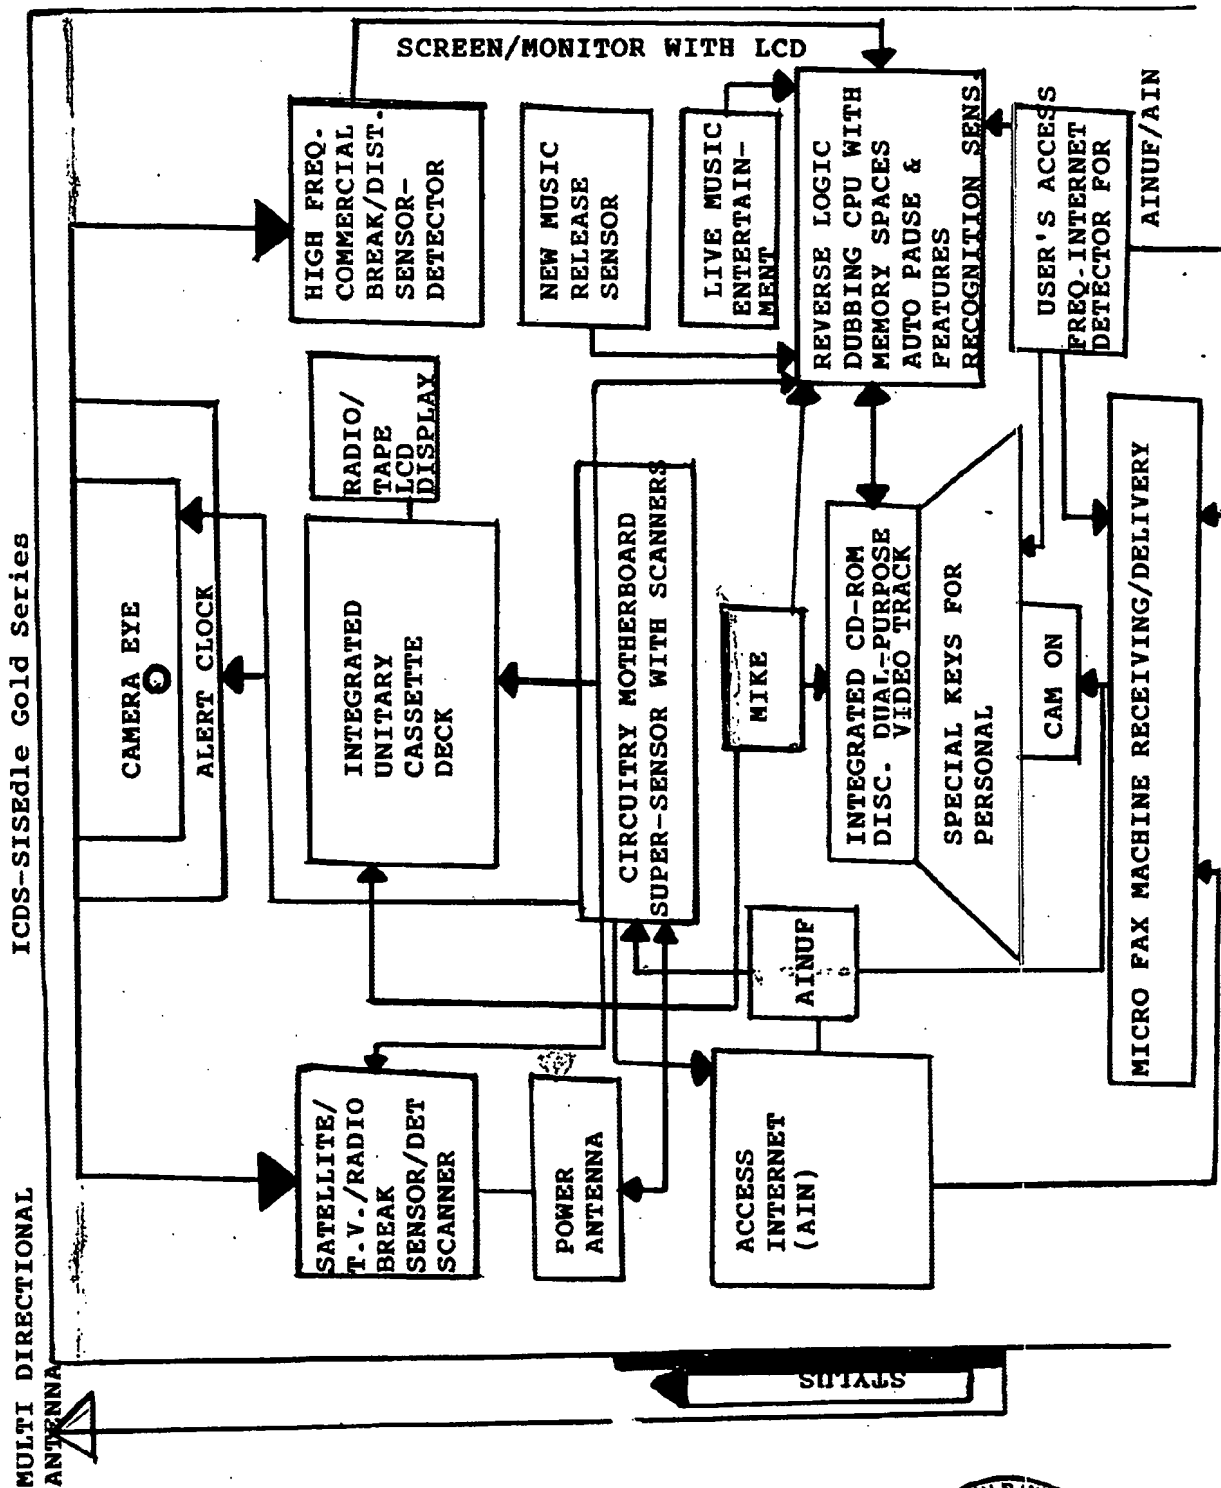 ICDS-SISEdle Gold Series
MULTI DIRECTIONAL
ANTENNA
CAMERA EYE
ALERT CLOCK
SCREEN/MONITOR WITH LCD
SATELLITE/
T.V./RADIO
BREAK
SENSOR/DET
SCANNER
INTEGRATED
UNITARY
CASSETTE
DECK
RADIO/
TAPE
LCD
DISPLAY
HIGH FREQ.
COMMERCIAL
BREAK/DIST.
SENSOR-
DETECTOR
POWER
ANTENNA
NEW MUSIC
RELEASE
SENSOR
CIRCUITRY MOTHERBOARD
SUPER-SENSOR WITH SCANNERS
LIVE MUSIC
ENTERTAIN-
MENT
ACCESS
INTERNET
(AIN)
AINUF
MIKE
REVERSE LOGIC
DUBBING CPU WITH
MEMORY SPACES
AUTO PAUSE &
FEATURES
RECOGNITION SENS.
INTEGRATED CD-ROM
DISC. DUAL-PURPOSE
VIDEO TRACK
SPECIAL KEYS FOR
PERSONAL
CAM ON
USER'S ACCESS
FREQ-INTERNET
DETECTOR FOR
AINUF/AIN
MICRO FAX MACHINE RECEIVING/DELIVERY
STYLUS